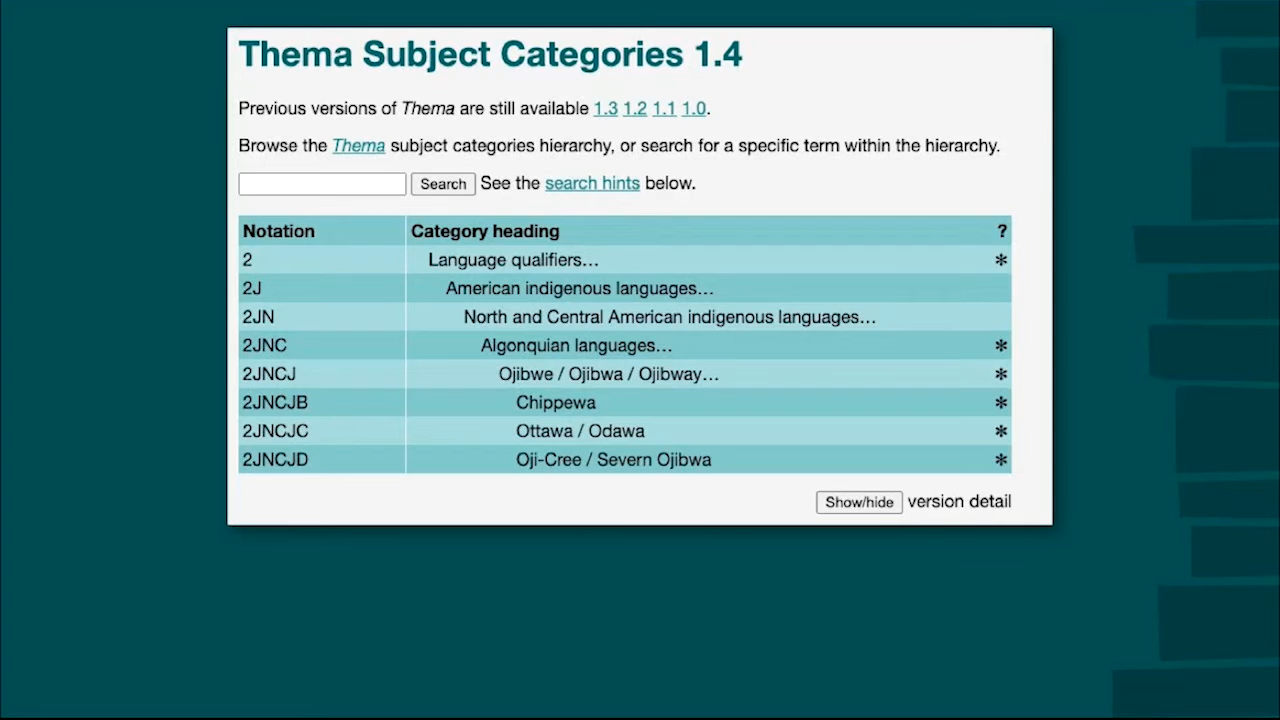 Thema Subject Categories 1.4
Previous versions of Thema are still available 1.3 1.2 1.1 1.0.
Browse the Thema subject categories hierarchy, or search for a specific term within the hierarchy.
Search See the search hints below.
Notation Category heading ?
2 Language qualifiers… *
2J American indigenous languages…
2JN North and Central American indigenous languages…
2JNC Algonquian languages… *
2JNCJ Ojibwe / Ojibwa / Ojibway… *
2JNCJB Chippewa *
2JNCJC Ottawa / Odawa *
2JNCJD Oji-Cree / Severn Ojibwa *
Show/hide version detail